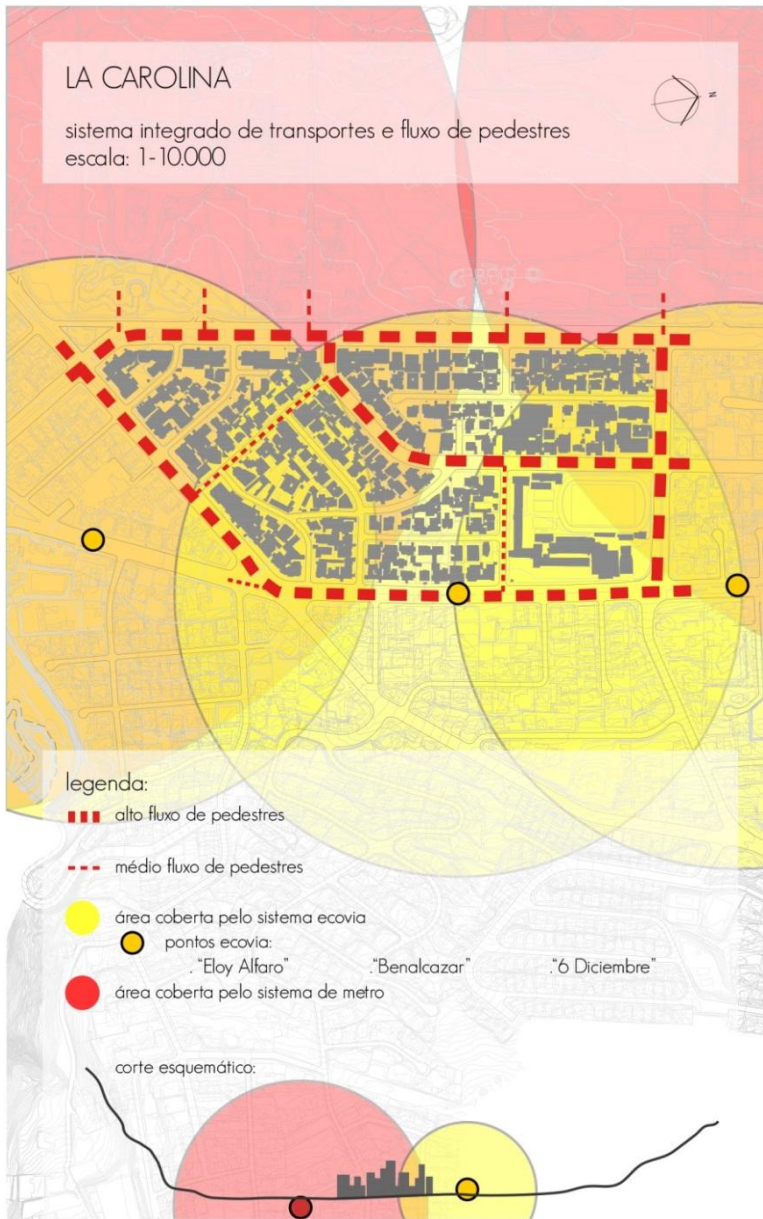 LA CAROLINA
N
sistema integrado de transportes e fluxo de pedestres
escala: 1-10.000
legenda:
alto fluxo de pedestres
médio fluxo de pedestres
área coberta pelo sistema ecovia
pontos ecovia:
."Eloy Alfaro" ."Benalcazar" ."6 Diciembre"
área coberta pelo sistema de metro
corte esquemático: